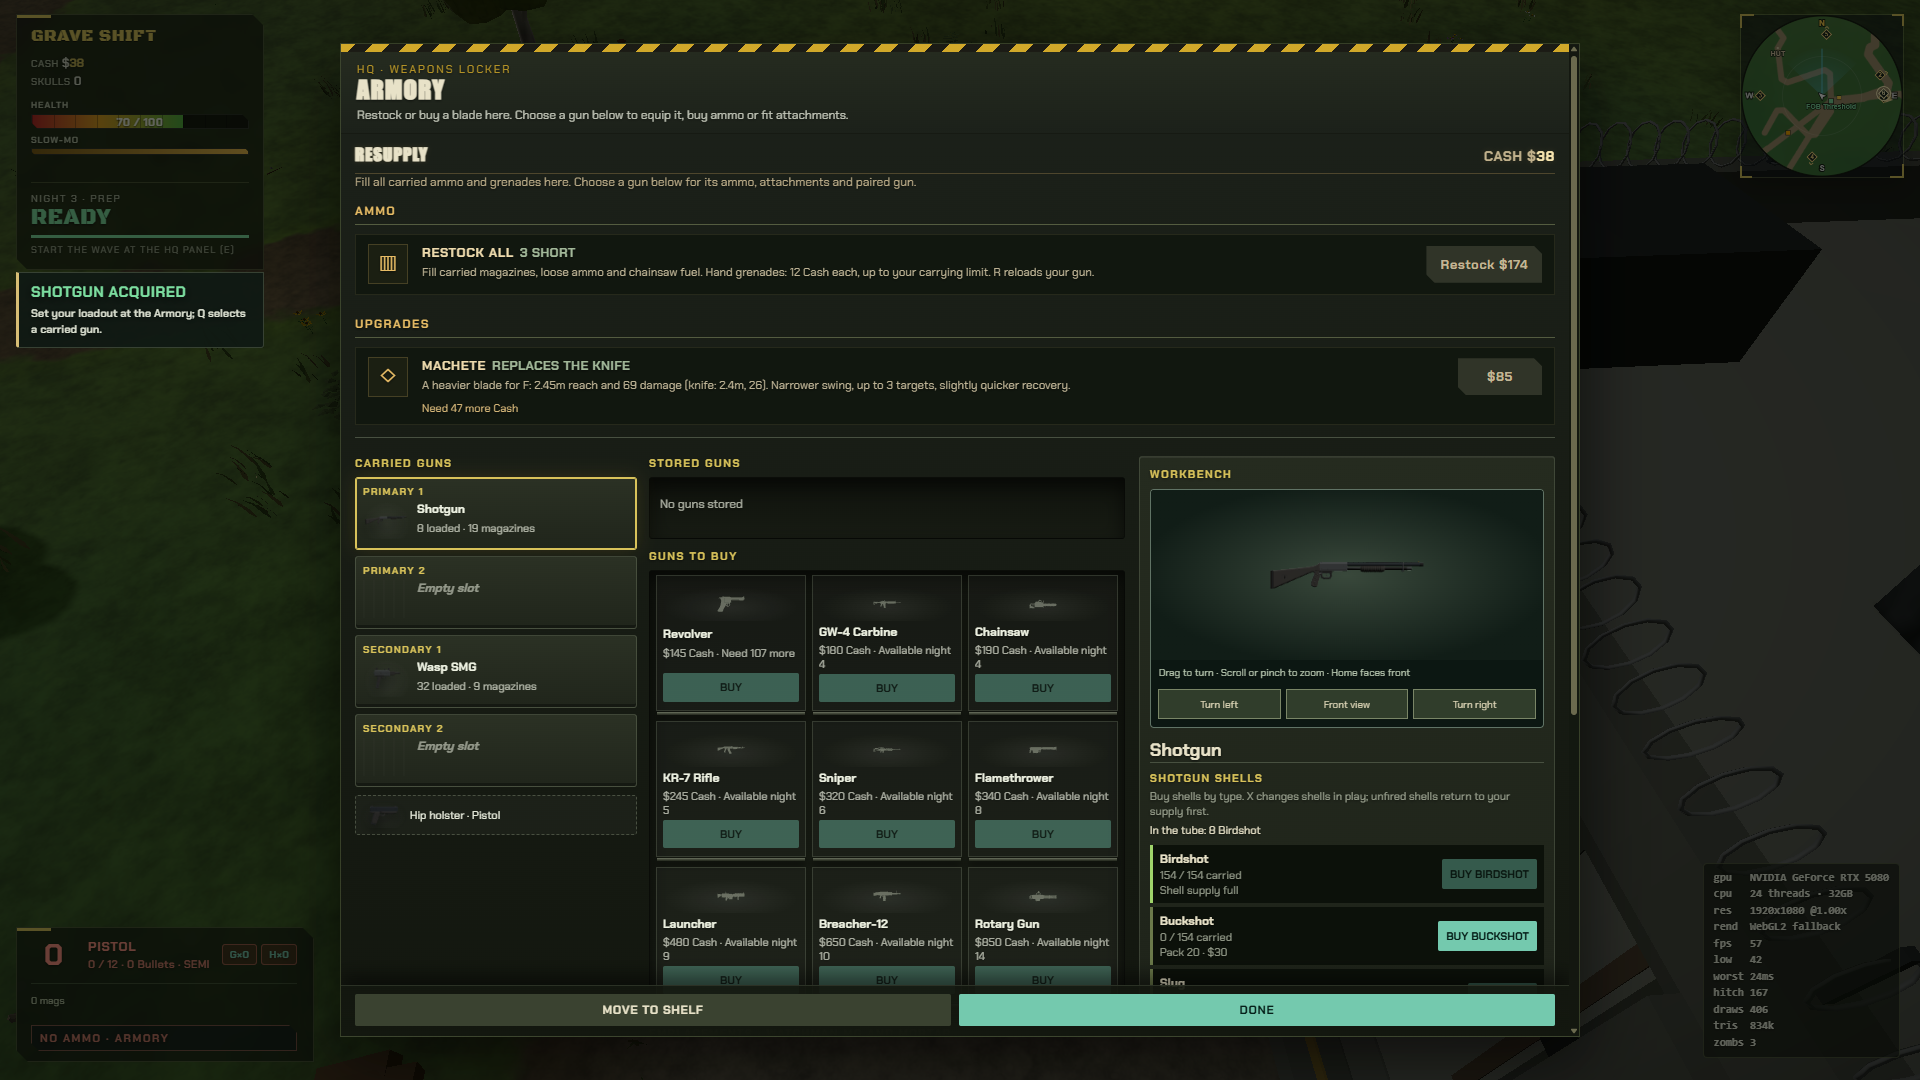 GRAVE SHIFT
CASH $38
SKULLS 0
HEALTH
70 / 100
SLOW-MO
NIGHT 3 · PREP
READY
START THE WAVE AT THE HQ PANEL (E)
SHOTGUN ACQUIRED
Set your loadout at the Armory; Q selects
a carried gun.
HQ · WEAPONS LOCKER
ARMORY
Restock or buy a blade here. Choose a gun below to equip it, buy ammo or fit attachments.
RESUPPLY
CASH $38
Fill all carried ammo and grenades here. Choose a gun below for its ammo, attachments and paired gun.
AMMO
RESTOCK ALL 3 SHORT
Fill carried magazines, loose ammo and chainsaw fuel. Hand grenades: 12 Cash each, up to your carrying limit. R reloads your gun.
Restock $174
UPGRADES
MACHETE REPLACES THE KNIFE
A heavier blade for F: 2.45m reach and 69 damage (knife: 2.4m, 26). Narrower swing, up to 3 targets, slightly quicker recovery.
Need 47 more Cash
$85
CARRIED GUNS
PRIMARY 1
Shotgun
8 loaded · 19 magazines
PRIMARY 2
Empty slot
SECONDARY 1
Wasp SMG
32 loaded · 9 magazines
SECONDARY 2
Empty slot
Hip holster · Pistol
STORED GUNS
No guns stored
GUNS TO BUY
Revolver
$145 Cash · Need 107 more
BUY
GW-4 Carbine
$180 Cash · Available night
4
BUY
Chainsaw
$190 Cash · Available night
4
BUY
KR-7 Rifle
$245 Cash · Available night
5
BUY
Sniper
$320 Cash · Available night
6
BUY
Flamethrower
$340 Cash · Available night
8
BUY
Launcher
$480 Cash · Available night
9
BUY
Breacher-12
$650 Cash · Available night
10
BUY
Rotary Gun
$850 Cash · Available night
14
BUY
WORKBENCH
Drag to turn · Scroll or pinch to zoom · Home faces front
Turn left
Front view
Turn right
Shotgun
SHOTGUN SHELLS
Buy shells by type. X changes shells in play; unfired shells return to your
supply first.
In the tube: 8 Birdshot
Birdshot
154 / 154 carried
Shell supply full
BUY BIRDSHOT
Buckshot
0 / 154 carried
Pack 20 · $30
BUY BUCKSHOT
Slug
MOVE TO SHELF
DONE
N
HUT
W
E
FOB Threshold
S
0
PISTOL
0 / 12 · 0 Bullets · SEMI
G×0
H×0
0 mags
NO AMMO · ARMORY
gpu NVIDIA GeForce RTX 5080
cpu 24 threads · 32GB
res 1920x1080 @1.00x
rend WebGL2 fallback
fps 57
low 42
worst 24ms
hitch 167
draws 406
tris 834k
zombs 3